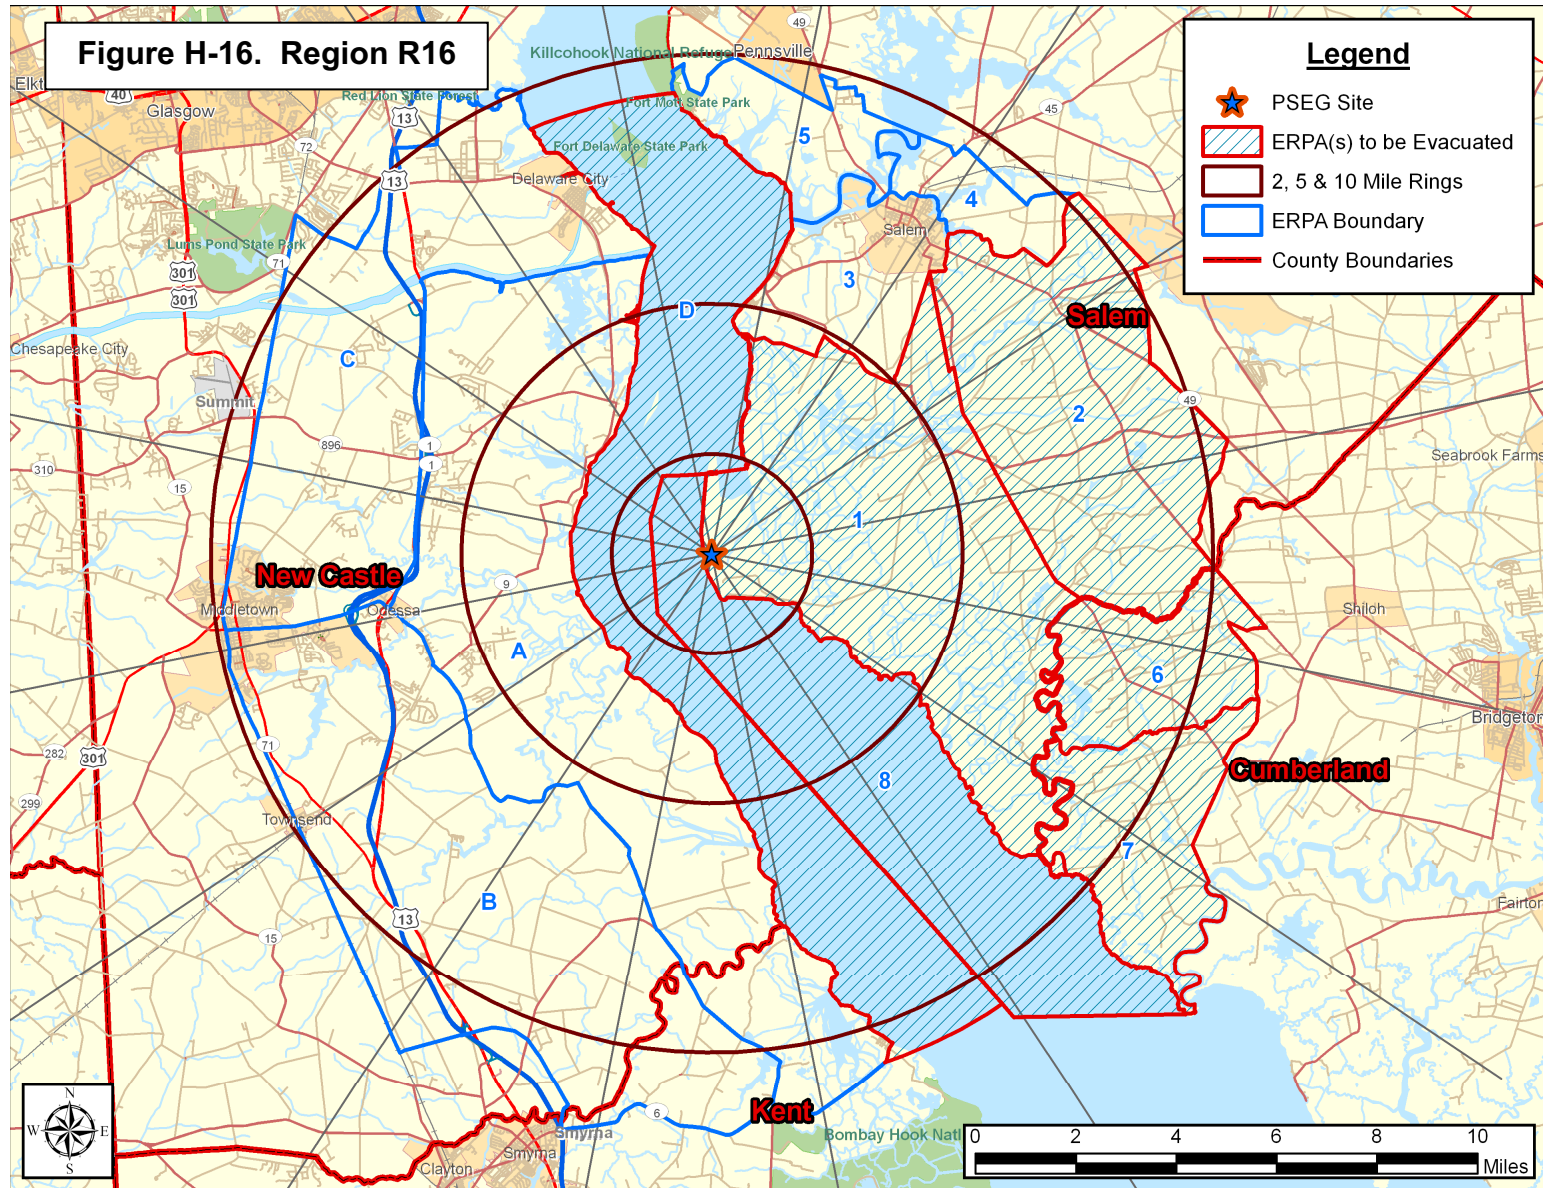 Figure H-16. Region R16
Legend
PSEG Site
ERPA(s) to be Evacuated
2, 5 & 10 Mile Rings
ERPA Boundary
County Boundaries
Killcohook National Refuge
Pennsville
49
Elkt
40
Glasgow
Red Lion State Forest
13
Fort Mott State Park
45
5
72
Fort Delaware State Park
13
Delaware City
4
Salem
Lums Pond State Park
71
301
301
3
D
Salem
Chesapeake City
C
Summit
49
2
896
1
1
310
15
Seabrook Farms
1
New Castle
9
Middletown
Odessa
Shiloh
A
6
Bridgeton
71
282
301
Cumberland
8
299
Townsend
7
B
13
Fairton
15
Kent
6
Smyrna
Smyrna
Clayton
Bombay Hook Natl
N
W
E
S
0 2 4 6 8 10
Miles